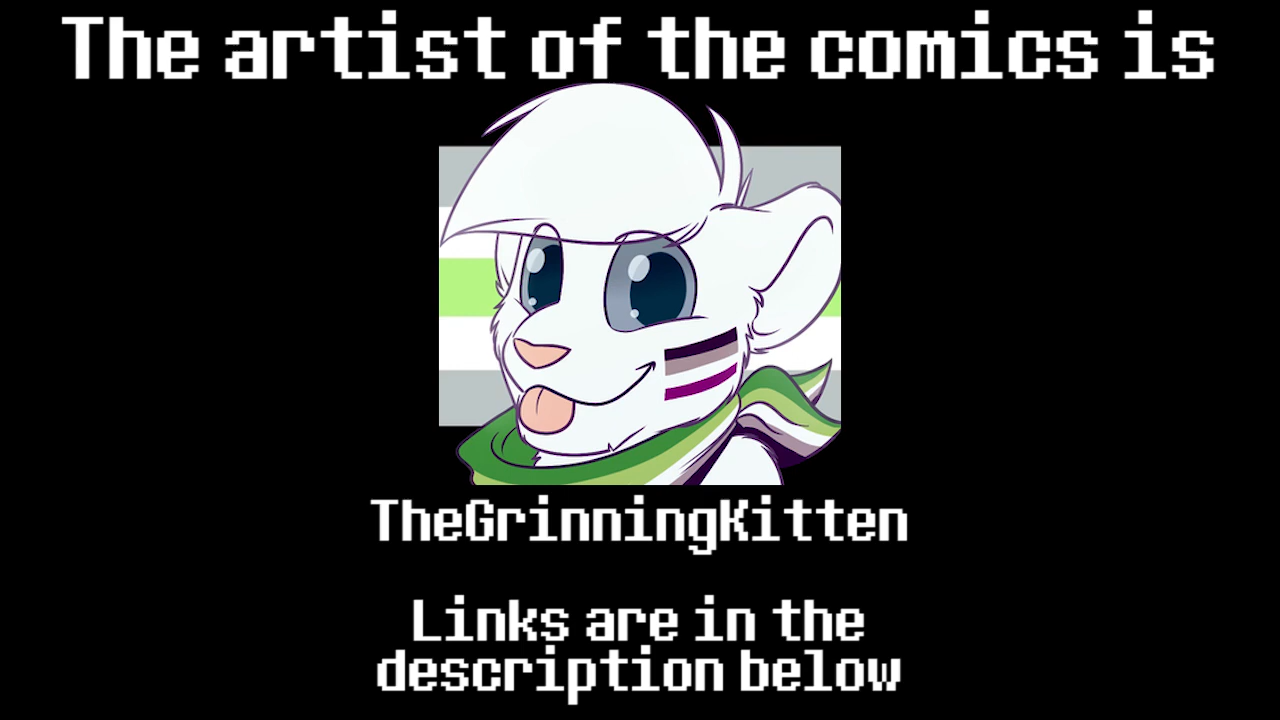 The artist of the comics is
TheGrinningKitten
Links are in the
description below